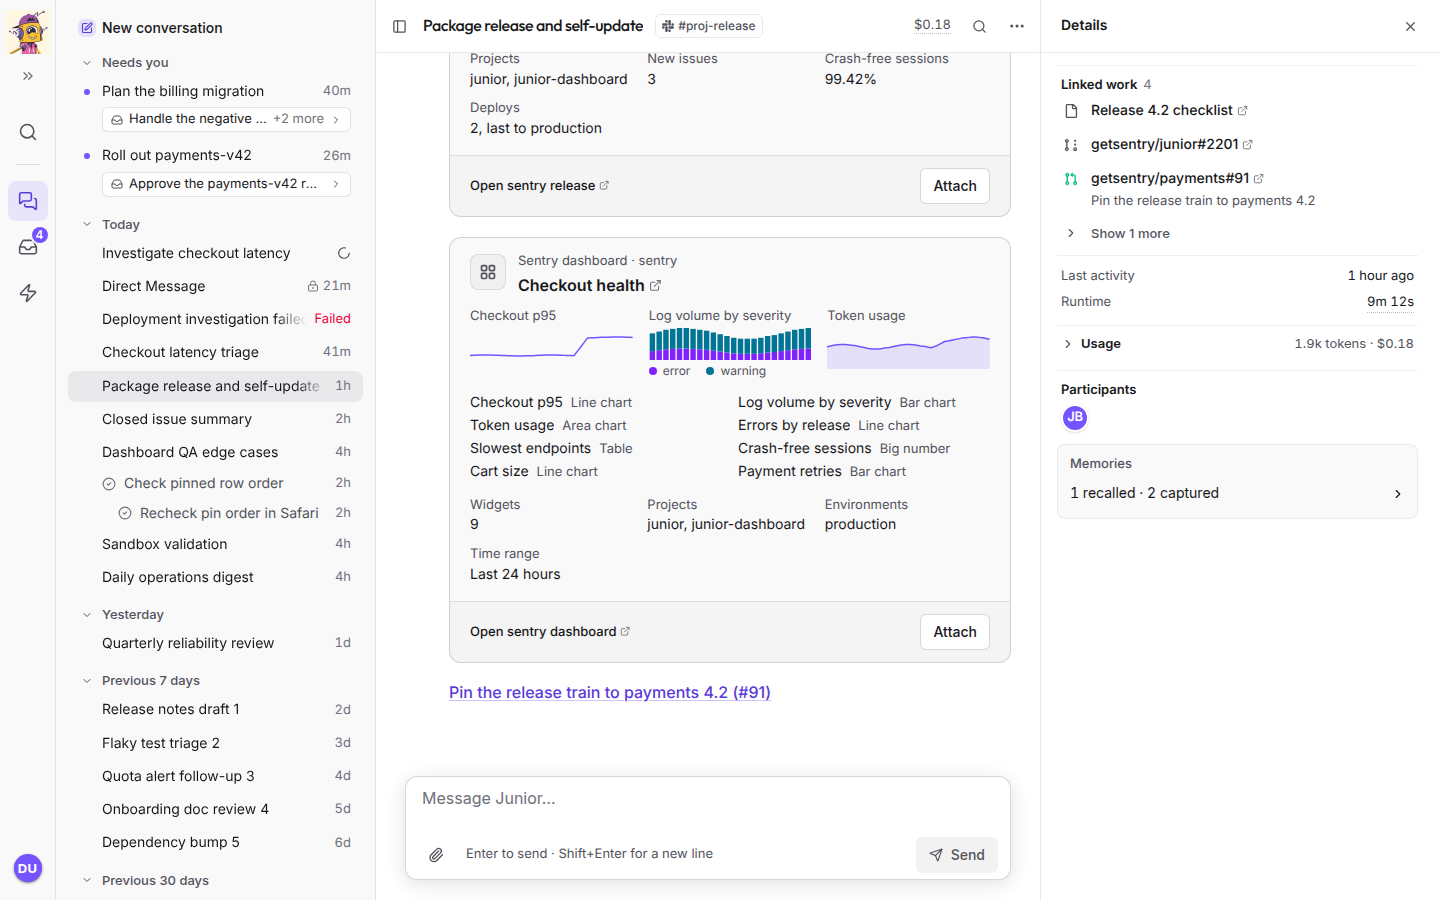 New conversation
Needs you
Plan the billing migration 40m
Handle the negative ... +2 more
Roll out payments-v42 26m
Approve the payments-v42 r...
Today
Investigate checkout latency
Direct Message 21m
Deployment investigation failed Failed
Checkout latency triage 41m
Package release and self-update 1h
Closed issue summary 2h
Dashboard QA edge cases 4h
Check pinned row order 2h
Recheck pin order in Safari 2h
Sandbox validation 4h
Daily operations digest 4h
Yesterday
Quarterly reliability review 1d
Previous 7 days
Release notes draft 1 2d
Flaky test triage 2 3d
Quota alert follow-up 3 4d
Onboarding doc review 4 5d
Dependency bump 5 6d
Previous 30 days
4
DU
Package release and self-update #proj-release $0.18
Projects New issues Crash-free sessions
junior, junior-dashboard 3 99.42%
Deploys
2, last to production
Open sentry release Attach
Sentry dashboard · sentry
Checkout health
Checkout p95 Log volume by severity Token usage
error warning
Checkout p95 Line chart Log volume by severity Bar chart
Token usage Area chart Errors by release Line chart
Slowest endpoints Table Crash-free sessions Big number
Cart size Line chart Payment retries Bar chart
Widgets Projects Environments
9 junior, junior-dashboard production
Time range
Last 24 hours
Open sentry dashboard Attach
Pin the release train to payments 4.2 (#91)
Message Junior...
Enter to send · Shift+Enter for a new line Send
Details
Linked work 4
Release 4.2 checklist
getsentry/junior#2201
getsentry/payments#91
Pin the release train to payments 4.2
Show 1 more
Last activity 1 hour ago
Runtime 9m 12s
Usage 1.9k tokens · $0.18
Participants
JB
Memories
1 recalled · 2 captured